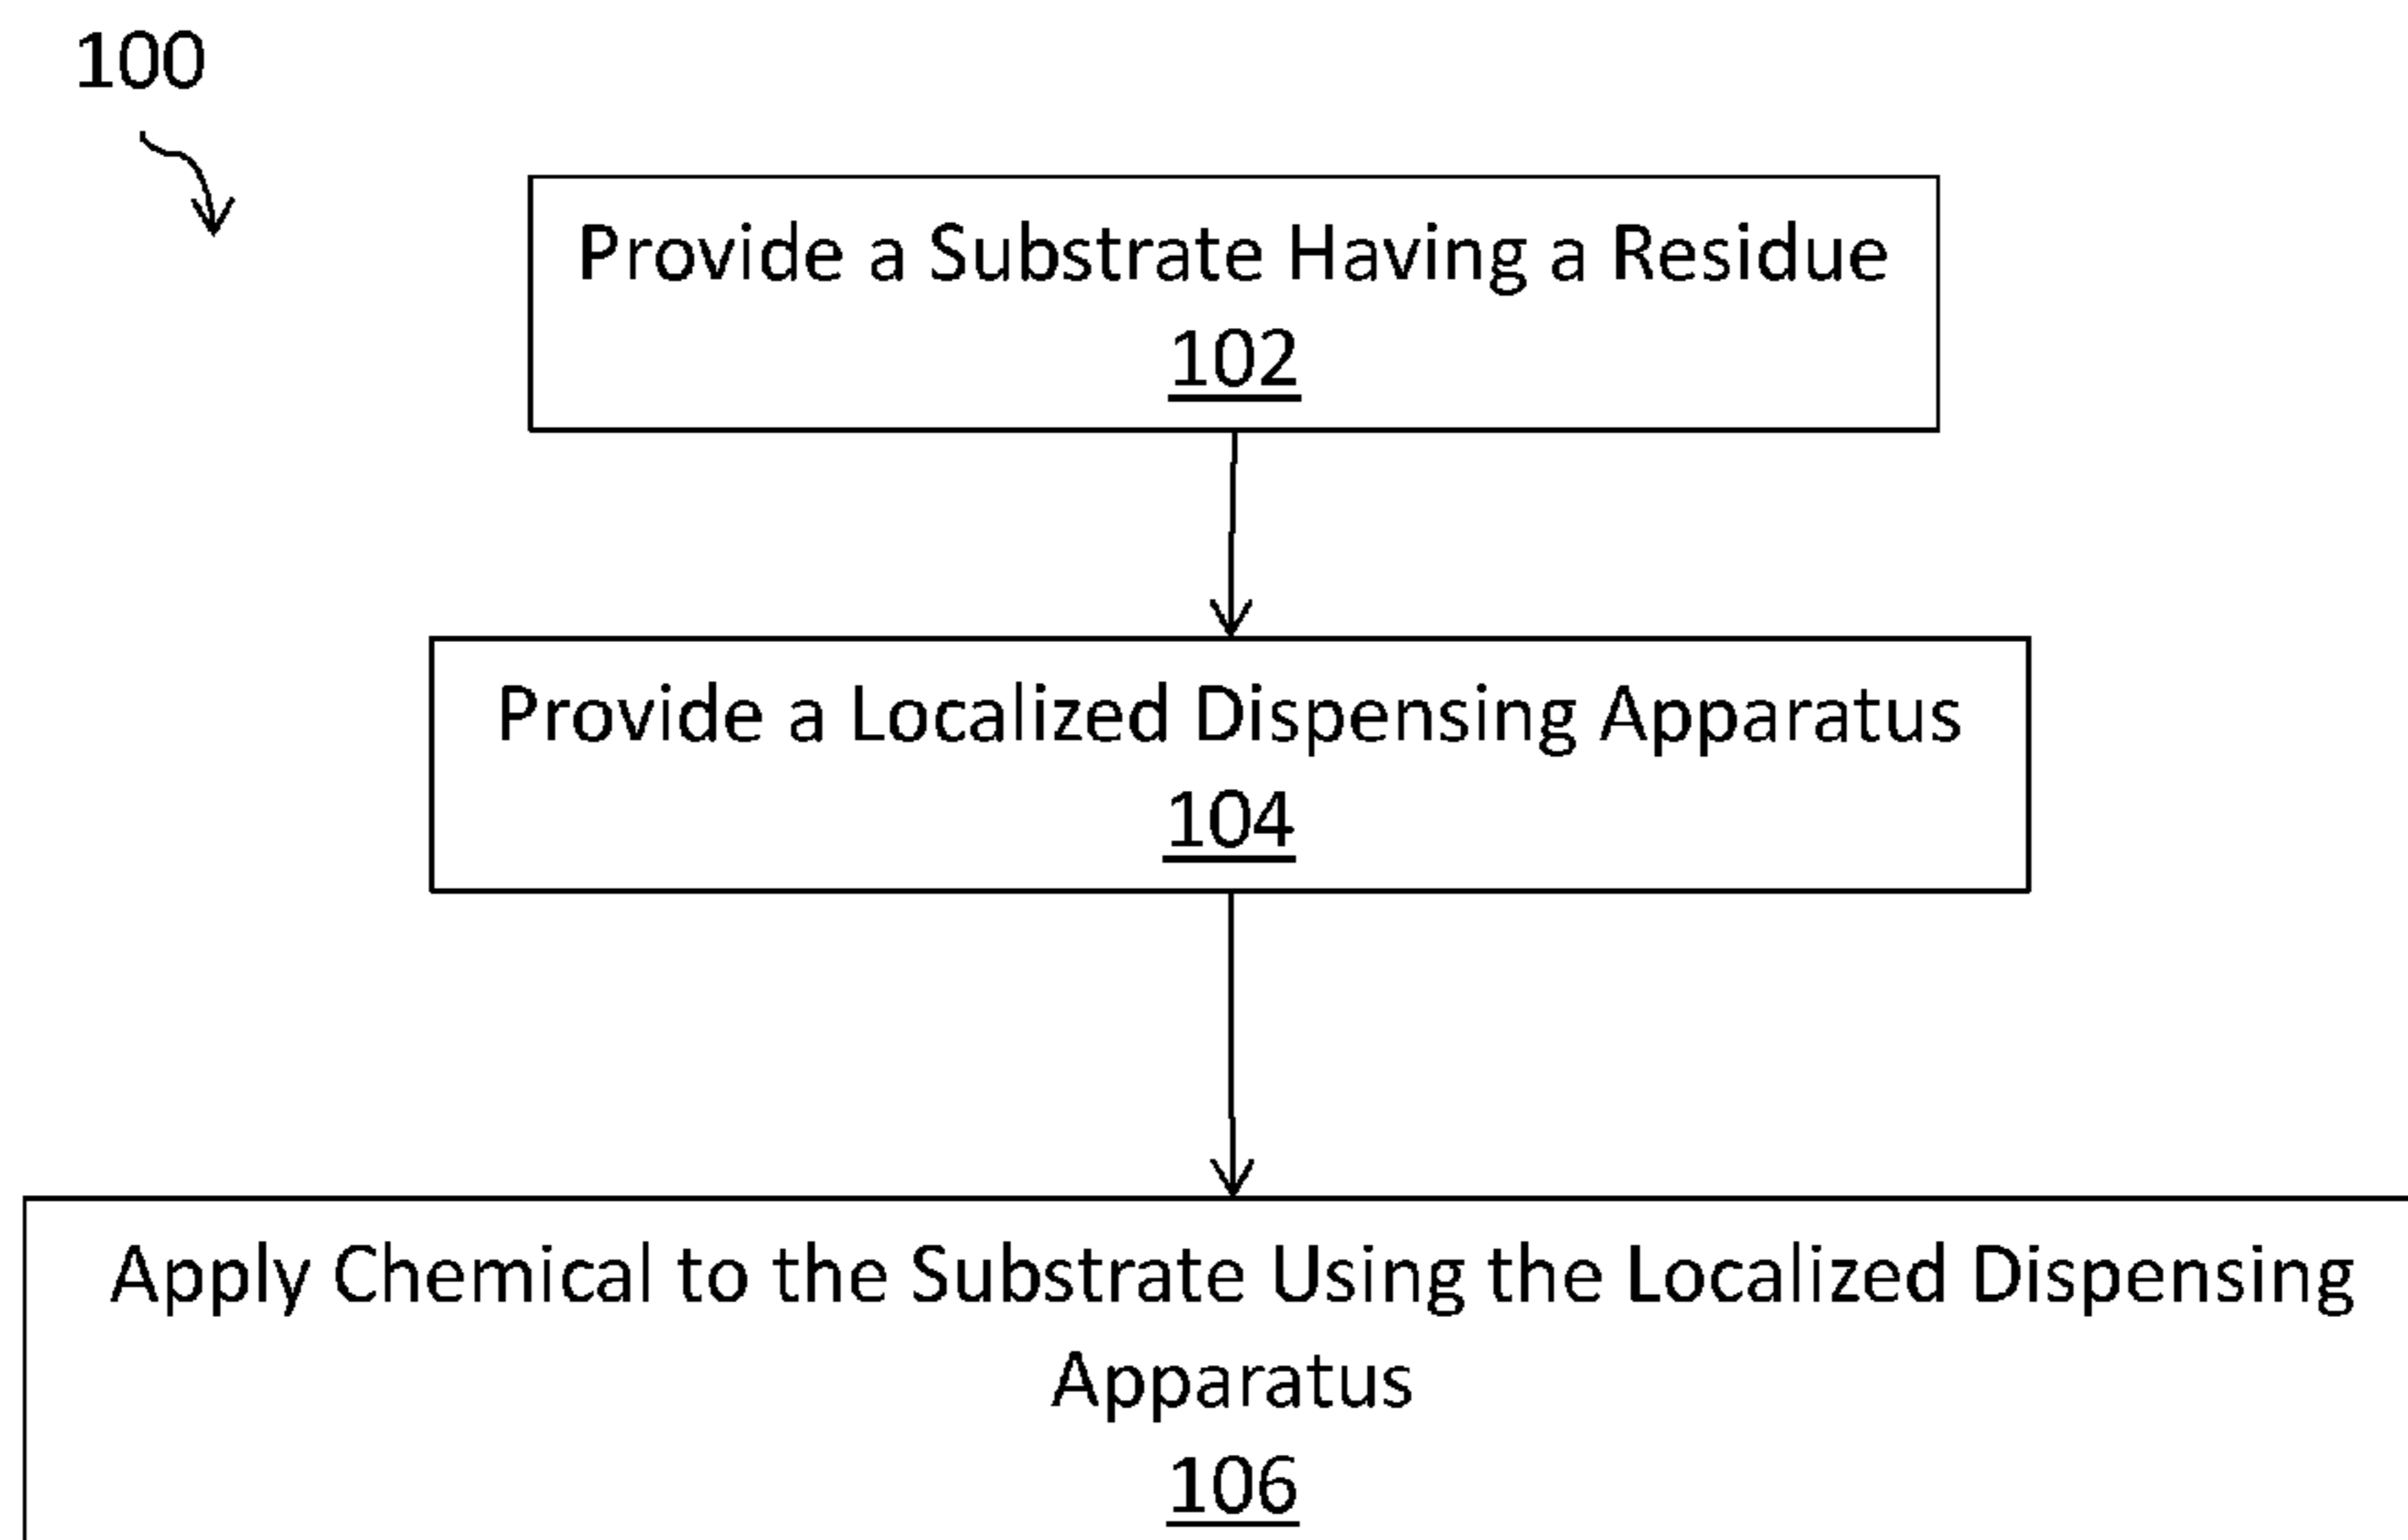 100
Provide a Substrate Having a Residue
102
Provide a Localized Dispensing Apparatus
104
Apply Chemical to the Substrate Using the Localized Dispensing
Apparatus
106